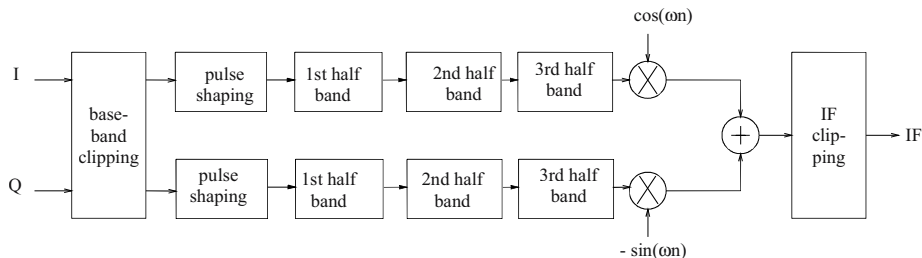 cos(ωn)
I
pulse
shaping
1st half
band
2nd half
band
3rd half
band
base-
band
clipping
IF
clip-
ping
IF
Q
pulse
shaping
1st half
band
2nd half
band
3rd half
band
- sin(ωn)